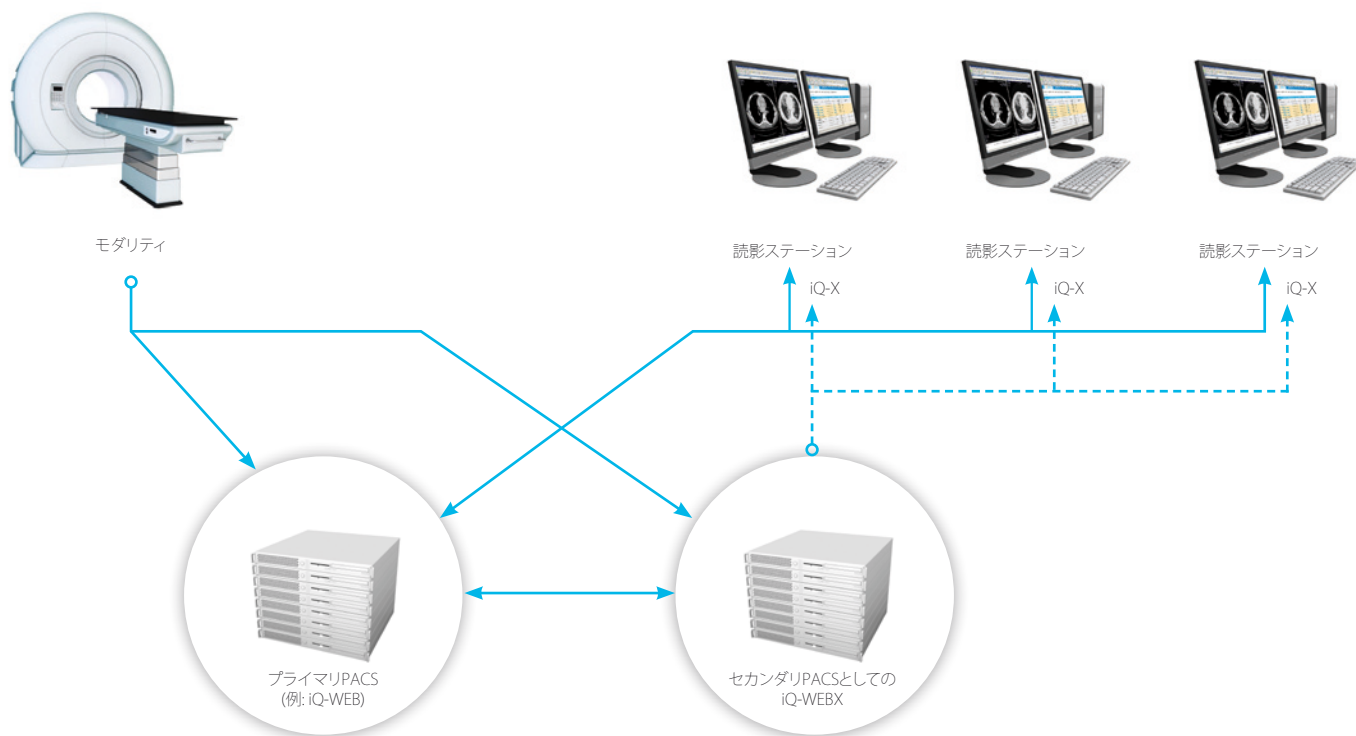 モダリティ
読影ステーション
読影ステーション
読影ステーション
iQ-X
iQ-X
iQ-X
プライマリPACS
(例: iQ-WEB)
セカンダリPACSとしての
iQ-WEBX